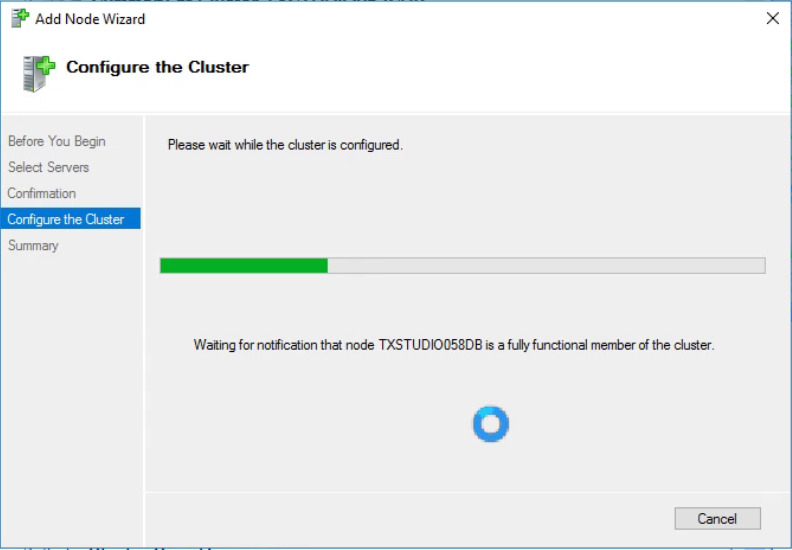 Add Node Wizard
Configure the Cluster
Before You Begin
Select Servers
Confirmation
Configure the Cluster
Summary
Please wait while the cluster is configured.
Waiting for notification that node TXSTUDIO058DB is a fully functional member of the cluster.
Cancel